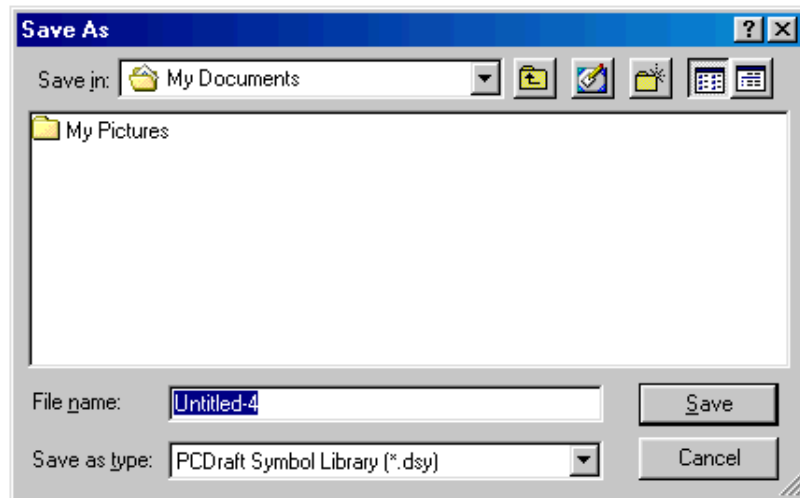 Save As
Save in: My Documents
My Pictures
File name: Untitled-4 Save
Save as type: PCDraft Symbol Library (*.dsy) Cancel